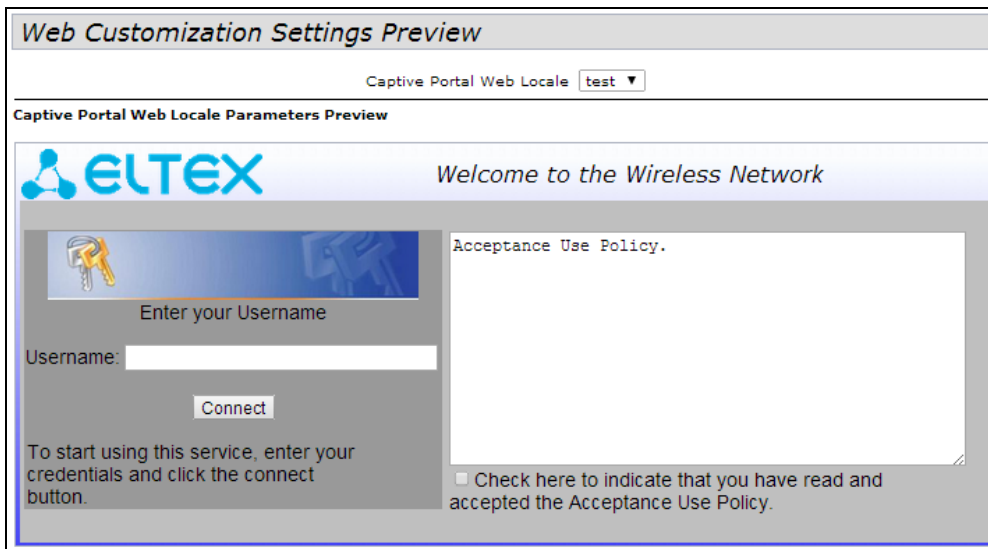 Web Customization Settings Preview
Captive Portal Web Locale test
Captive Portal Web Locale Parameters Preview
ELTEX
Welcome to the Wireless Network
Enter your Username
Username:
Connect
To start using this service, enter your
credentials and click the connect
button.
Acceptance Use Policy.
Check here to indicate that you have read and
accepted the Acceptance Use Policy.